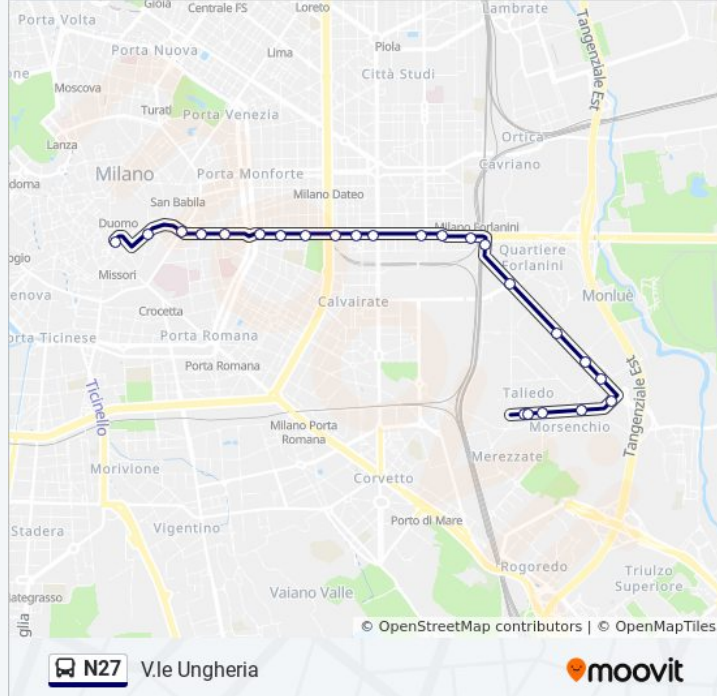 Gioia
Centrale FS
Loreto
Lambrate
Porta Volta
Porta Nuova
Lima
Piola
Tangenziale Est
Città Studi
Moscova
Turati
Porta Venezia
Ortica
Lanza
Cavriano
Milano
Porta Monforte
Milano Dateo
San Babila
Duomo
Milano Forlanini
Quartiere
Forlanini
Missori
Monlué
Crocetta
Calvairate
Porta Romana
Porta Romana
Ticinello
Taliedo
Milano Porta
Romana
Morsenchio
Tangenziale Est
Merezzate
Morivione
Corvetto
Stadera
Vigentino
Porto di Mare
Rogoredo
Triulzo
Superiore
Vaiano Valle
© OpenStreetMap contributors | © OpenMapTiles
N27
V.le Ungheria
moovit